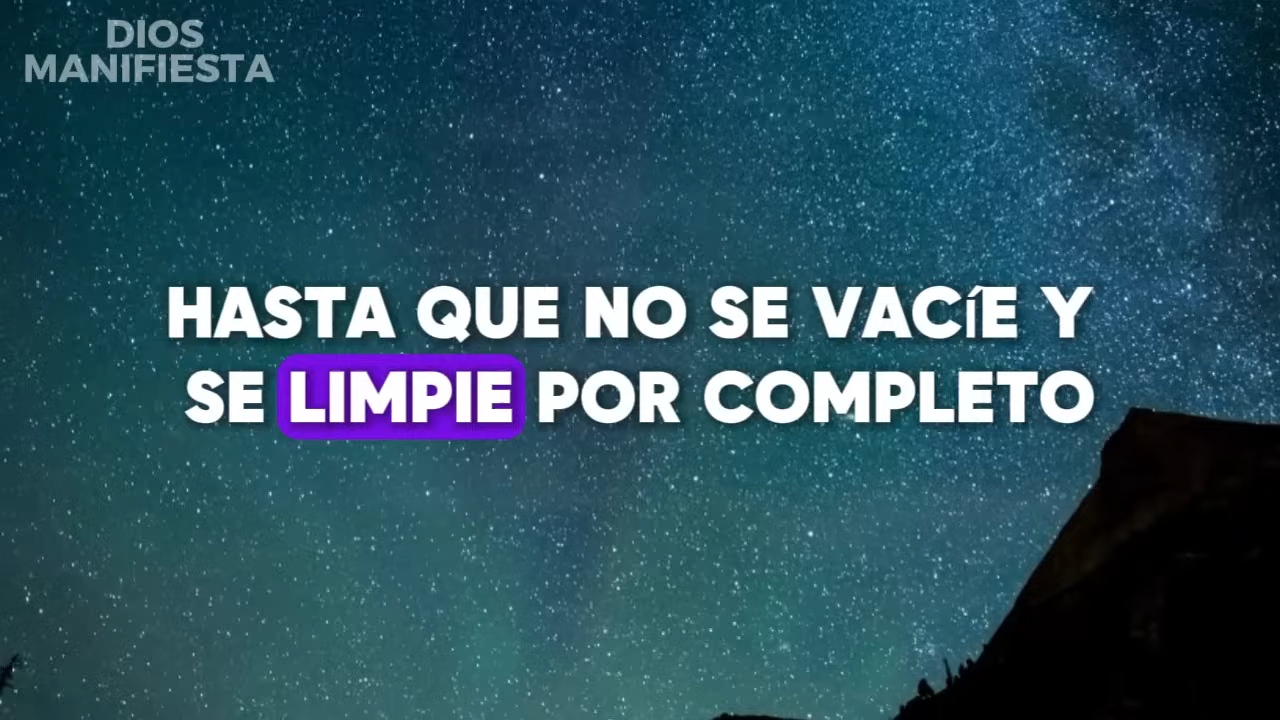 DIOS
MANIFIESTA
HASTA QUE NO SE VACíE Y
SE LIMPIE POR COMPLETO